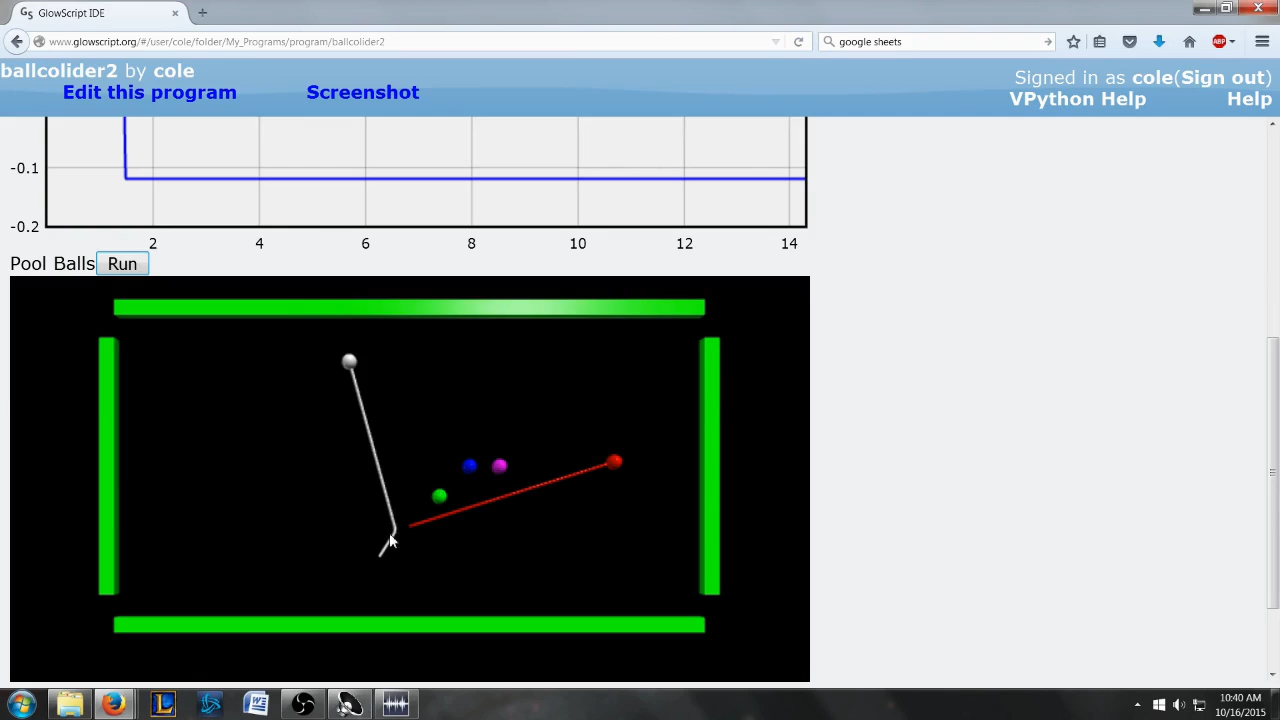 GlowScript IDE
www.glowscript.org/#/user/cole/folder/My_Programs/program/ballcolider2
google sheets
ABP
ballcolider2 by cole
Signed in as cole(Sign out)
Edit this program Screenshot
VPython Help Help
-0.1
-0.2
2 4 6 8 10 12 14
Pool Balls Run
10:40 AM
10/16/2015